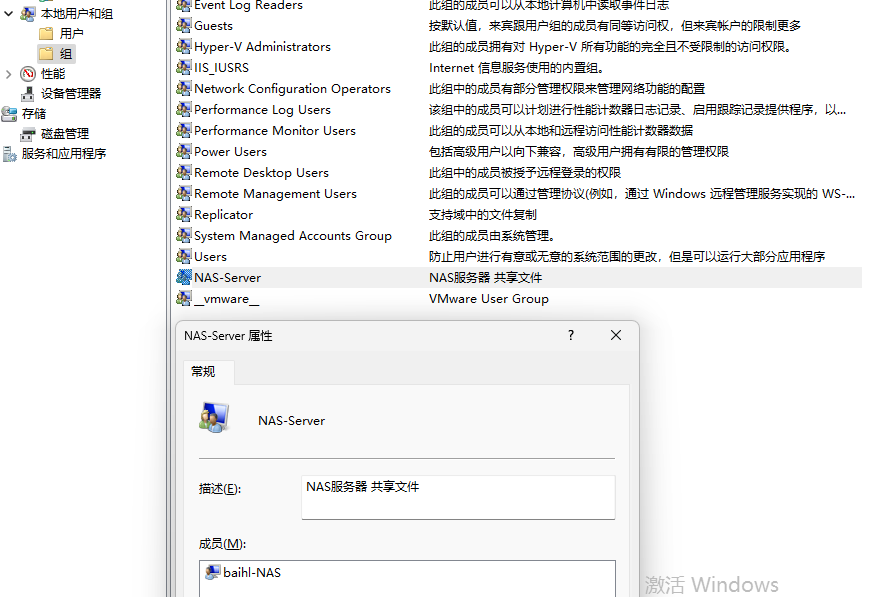 本地用户和组
用户
组
性能
设备管理器
存储
磁盘管理
服务和应用程序
Event Log Readers 此组的成员可以从本地计算机中读取事件日志
Guests 按默认值，来宾跟用户组的成员有同等访问权，但来宾帐户的限制更多
Hyper-V Administrators 此组的成员拥有对 Hyper-V 所有功能的完全且不受限制的访问权限。
IIS_IUSRS Internet 信息服务使用的内置组。
Network Configuration Operators 此组中的成员有部分管理权限来管理网络功能的配置
Performance Log Users 该组中的成员可以计划进行性能计数器日志记录、启用跟踪记录提供程序，以...
Performance Monitor Users 此组的成员可以从本地和远程访问性能计数器数据
Power Users 包括高级用户以向下兼容，高级用户拥有有限的管理权限
Remote Desktop Users 此组中的成员被授予远程登录的权限
Remote Management Users 此组的成员可以通过管理协议(例如，通过 Windows 远程管理服务实现的 WS-...
Replicator 支持域中的文件复制
System Managed Accounts Group 此组的成员由系统管理。
Users 防止用户进行有意或无意的系统范围的更改，但是可以运行大部分应用程序
NAS-Server NAS服务器 共享文件
__vmware__ VMware User Group
NAS-Server 属性
?
常规
NAS-Server
描述(E):
NAS服务器 共享文件
成员(M):
baihl-NAS
激活 Windows